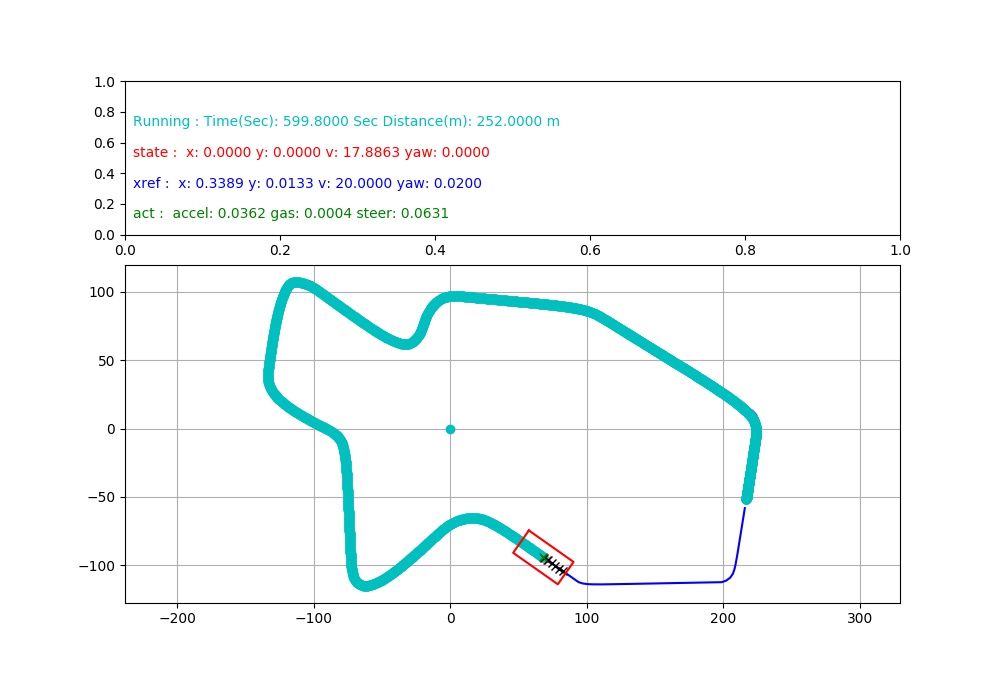 1.0
0.8
Running : Time(Sec): 599.8000 Sec Distance(m): 252.0000 m
0.6
state :  x: 0.0000 y: 0.0000 v: 17.8863 yaw: 0.0000
0.4
xref :  x: 0.3389 y: 0.0133 v: 20.0000 yaw: 0.0200
0.2
act :  accel: 0.0362 gas: 0.0004 steer: 0.0631
0.0
0.0 0.2 0.4 0.6 0.8 1.0
100
50
0
−50
−100
−200 −100 0 100 200 300